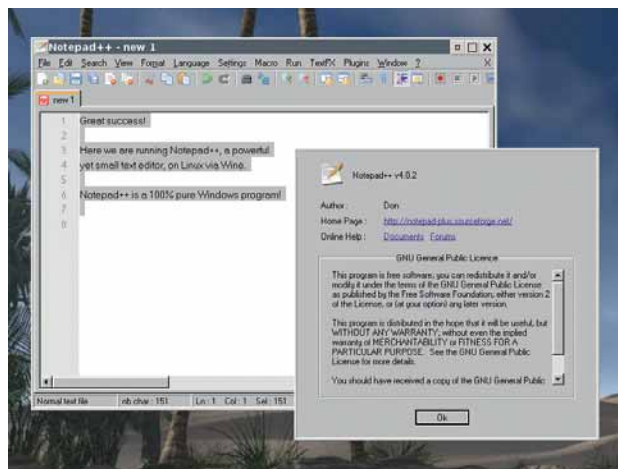 Notepad++ - new 1
File Edit Search View Format Language Settings Macro Run TextFX Plugins Window ? X
new 1
1 Great success!
2
3 Here we are running Notepad++, a powerful
4 yet small text editor, on Linux via Wine.
5
6 Notepad++ is a 100% pure Windows program!
7
8
Normal text file nb char : 151 Ln : 1 Col : 1 Sel : 151
Notepad++ v4.0.2
Author : Don
Home Page : http://notepad-plus.sourceforge.net/
Online Help : Documents Forums
GNU General Public Licence
This program is free software; you can redistribute it and/or
modify it under the terms of the GNU General Public License
as published by the Free Software Foundation; either version 2
of the License, or (at your option) any later version.
This program is distributed in the hope that it will be useful, but
WITHOUT ANY WARRANTY; without even the implied
warranty of MERCHANTABILITY or FITNESS FOR A
PARTICULAR PURPOSE. See the GNU General Public
License for more details.
You should have received a copy of the GNU General Public
Ok